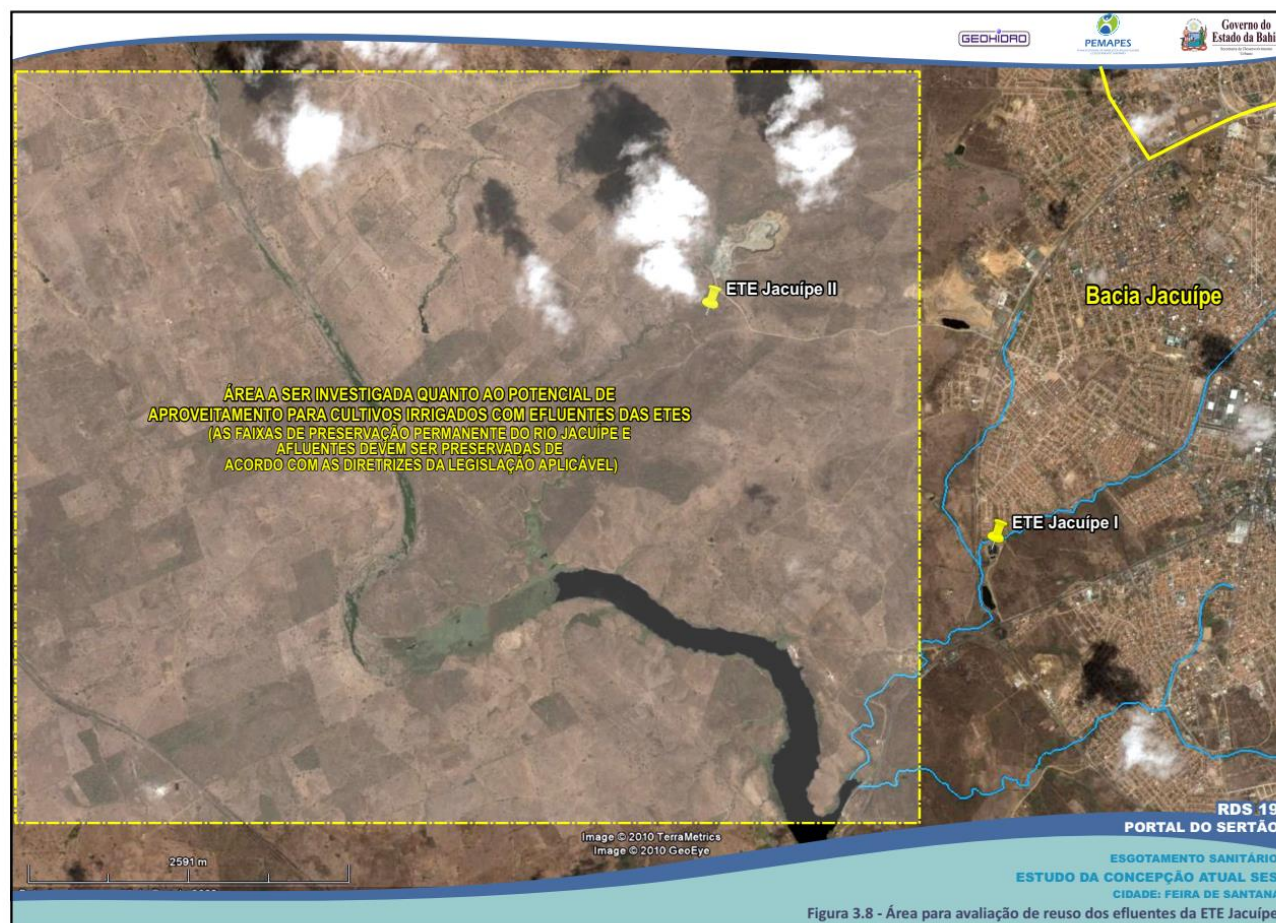 GEOHIDRO
PEMAPES
Governo do
Estado da Bahia
ETE Jacuípe II
Bacia Jacuípe
ÁREA A SER INVESTIGADA QUANTO AO POTENCIAL DE
APROVEITAMENTO PARA CULTIVOS IRRIGADOS COM EFLUENTES DAS ETES
(AS FAIXAS DE PRESERVAÇÃO PERMANENTE DO RIO JACUÍPE E
AFLUENTES DEVEM SER PRESERVADAS DE
ACORDO COM AS DIRETRIZES DA LEGISLAÇÃO APLICÁVEL)
ETE Jacuípe I
Image © 2010 TerraMetrics
Image © 2010 GeoEye
2591 m
RDS 19
PORTAL DO SERTÃO
ESGOTAMENTO SANITÁRIO
ESTUDO DA CONCEPÇÃO ATUAL SES
CIDADE: FEIRA DE SANTANA
Figura 3.8 - Área para avaliação de reuso dos efluentes da ETE Jacuípe